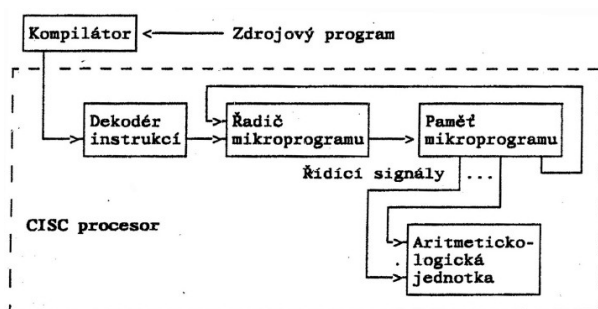 Kompilátor
Zdrojový program
Dekodér
instrukcí
Řadič
mikroprogramu
Paměť
mikroprogramu
Řídící signály ...
CISC procesor
Aritmeticko-
logická
jednotka